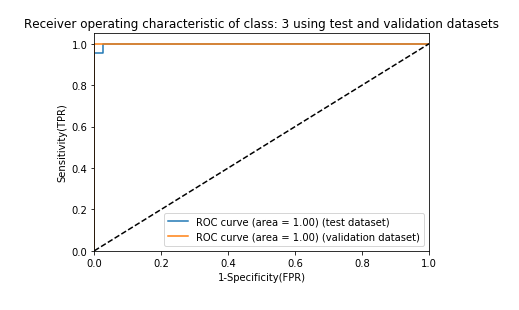 Receiver operating characteristic of class: 3 using test and validation datasets
1.0
0.8
0.6
0.4
0.2
0.0
Sensitivity(TPR)
ROC curve (area = 1.00) (test dataset)
ROC curve (area = 1.00) (validation dataset)
0.0 0.2 0.4 0.6 0.8 1.0
1-Specificity(FPR)